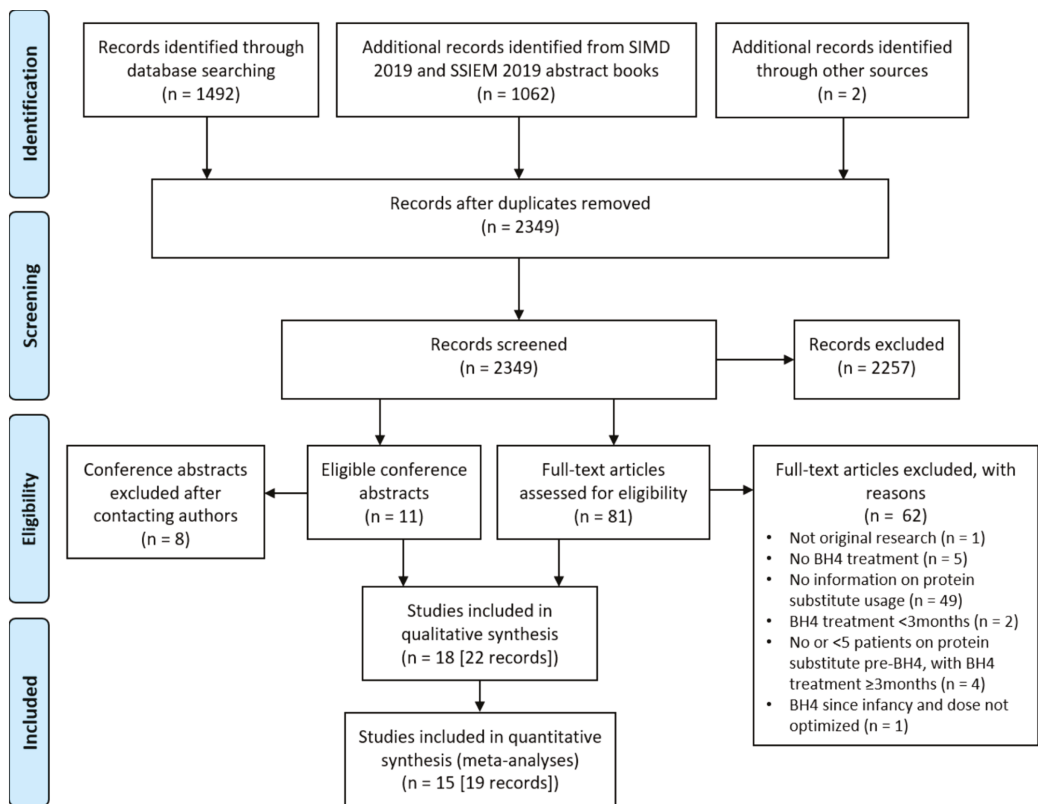 Identification
Records identified through
database searching
(n = 1492)
Additional records identified from SIMD
2019 and SSIEM 2019 abstract books
(n = 1062)
Additional records identified
through other sources
(n = 2)
Records after duplicates removed
(n = 2349)
Screening
Records screened
(n = 2349)
Records excluded
(n = 2257)
Eligibility
Conference abstracts
excluded after
contacting authors
(n = 8)
Eligible conference
abstracts
(n = 11)
Full-text articles
assessed for eligibility
(n = 81)
Full-text articles excluded, with
reasons
(n = 62)
• Not original research (n = 1)
• No BH4 treatment (n = 5)
• No information on protein
substitute usage (n = 49)
• BH4 treatment <3months (n = 2)
• No or <5 patients on protein
substitute pre-BH4, with BH4
treatment ≥3months (n = 4)
• BH4 since infancy and dose not
optimized (n = 1)
Included
Studies included in
qualitative synthesis
(n = 18 [22 records])
Studies included in quantitative
synthesis (meta-analyses)
(n = 15 [19 records])